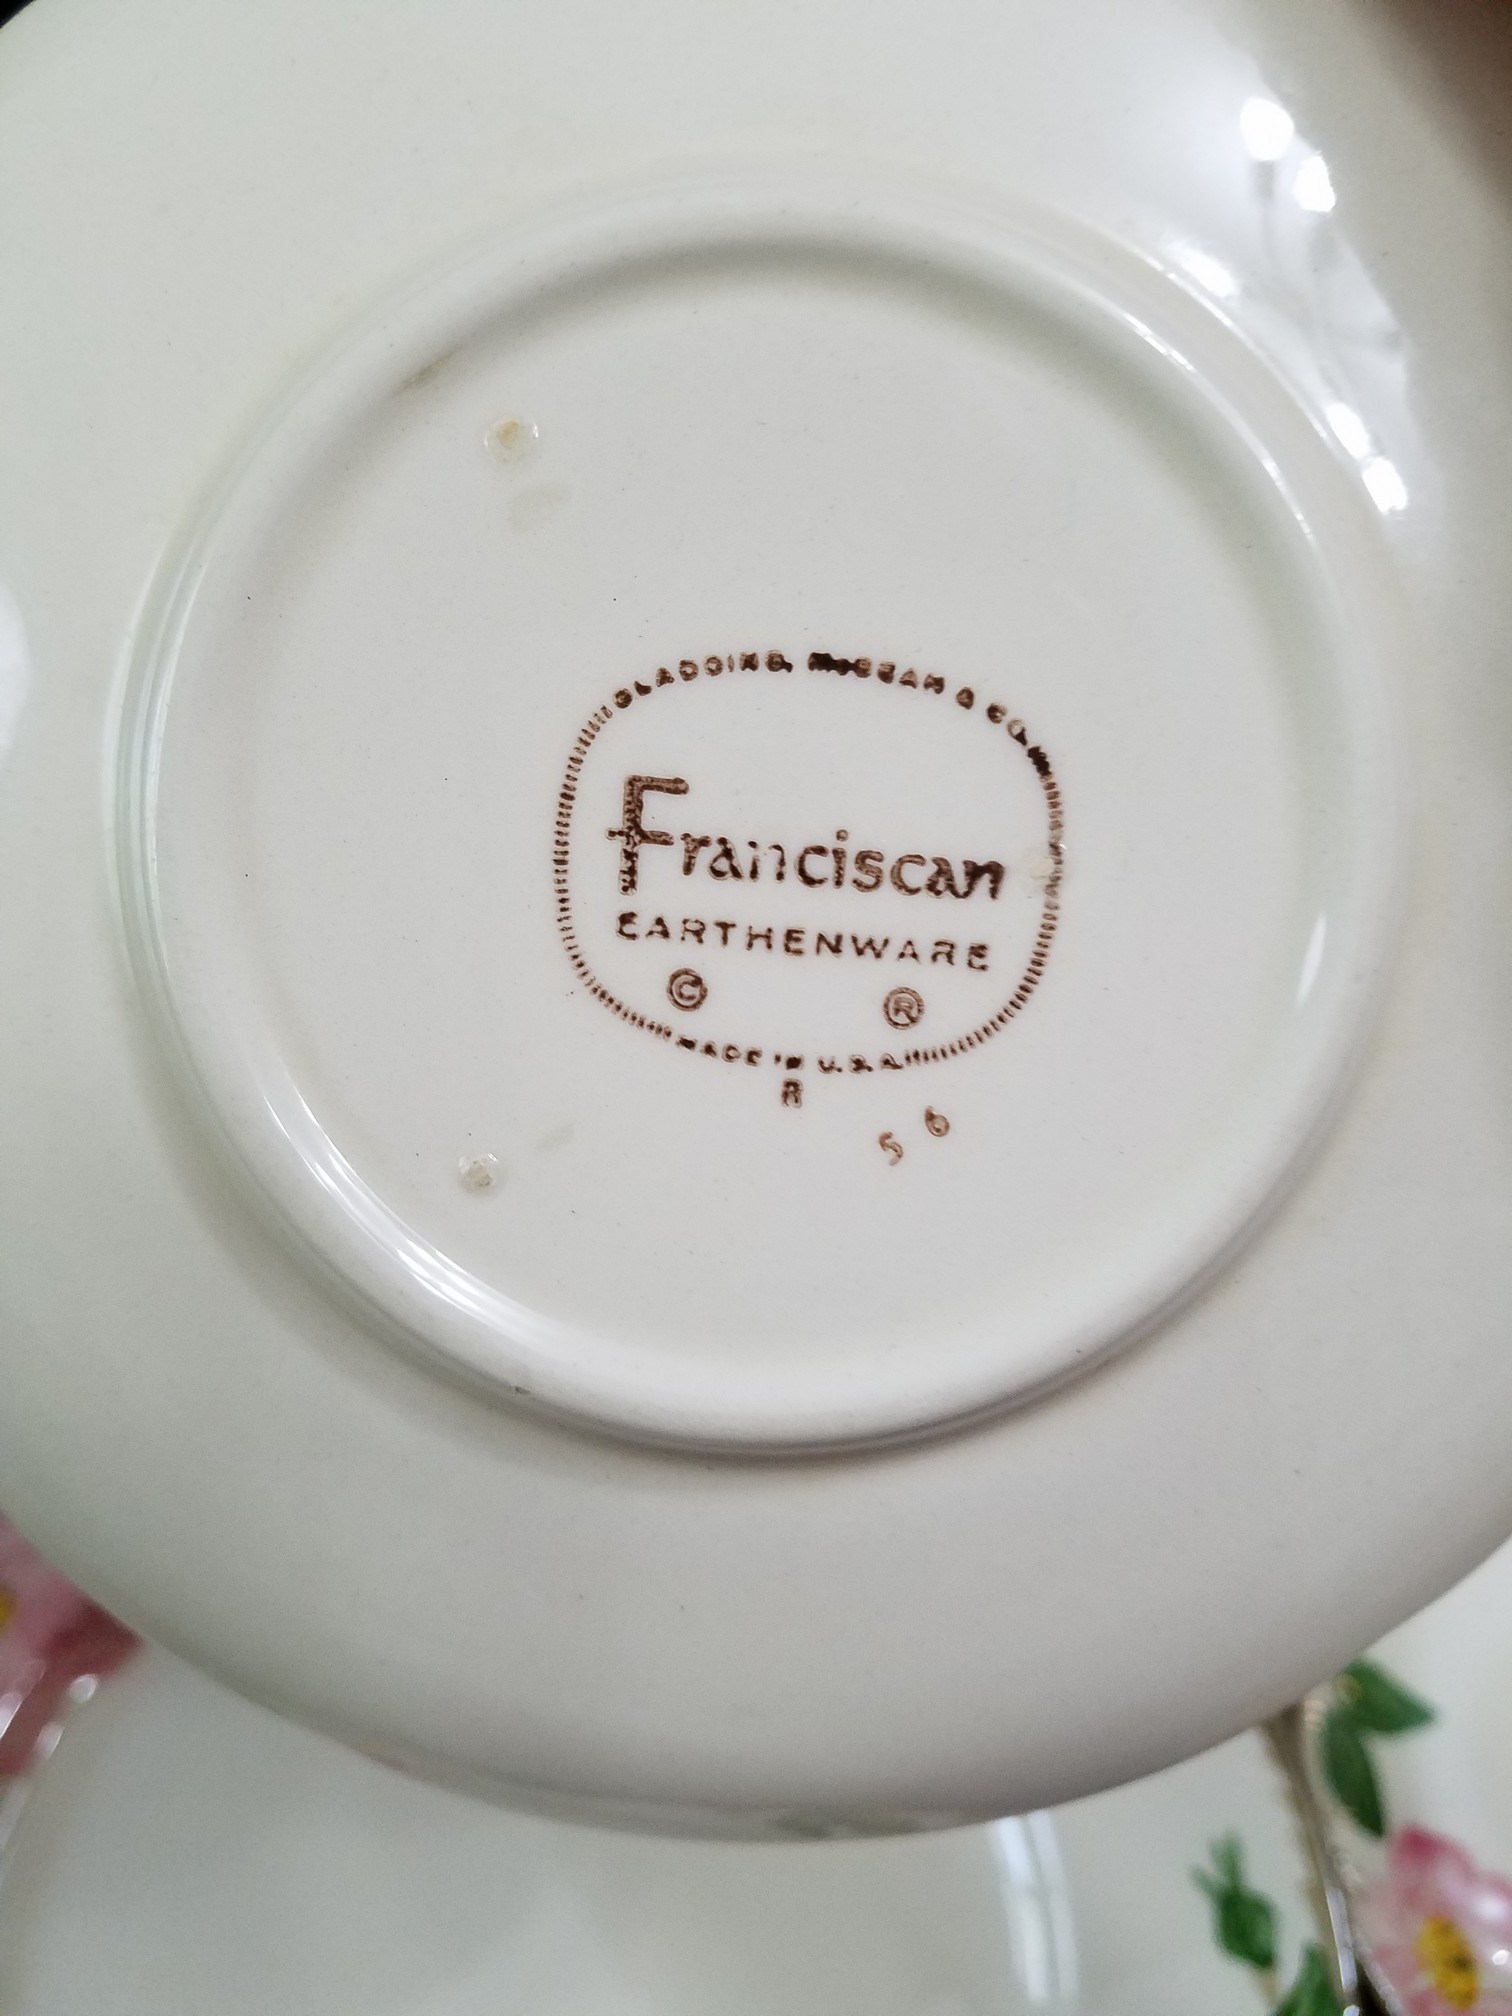 GLADDING, McBEAN & CO.
Franciscan
EARTHENWARE
© ®
MADE IN U.S.A.
R
5 6